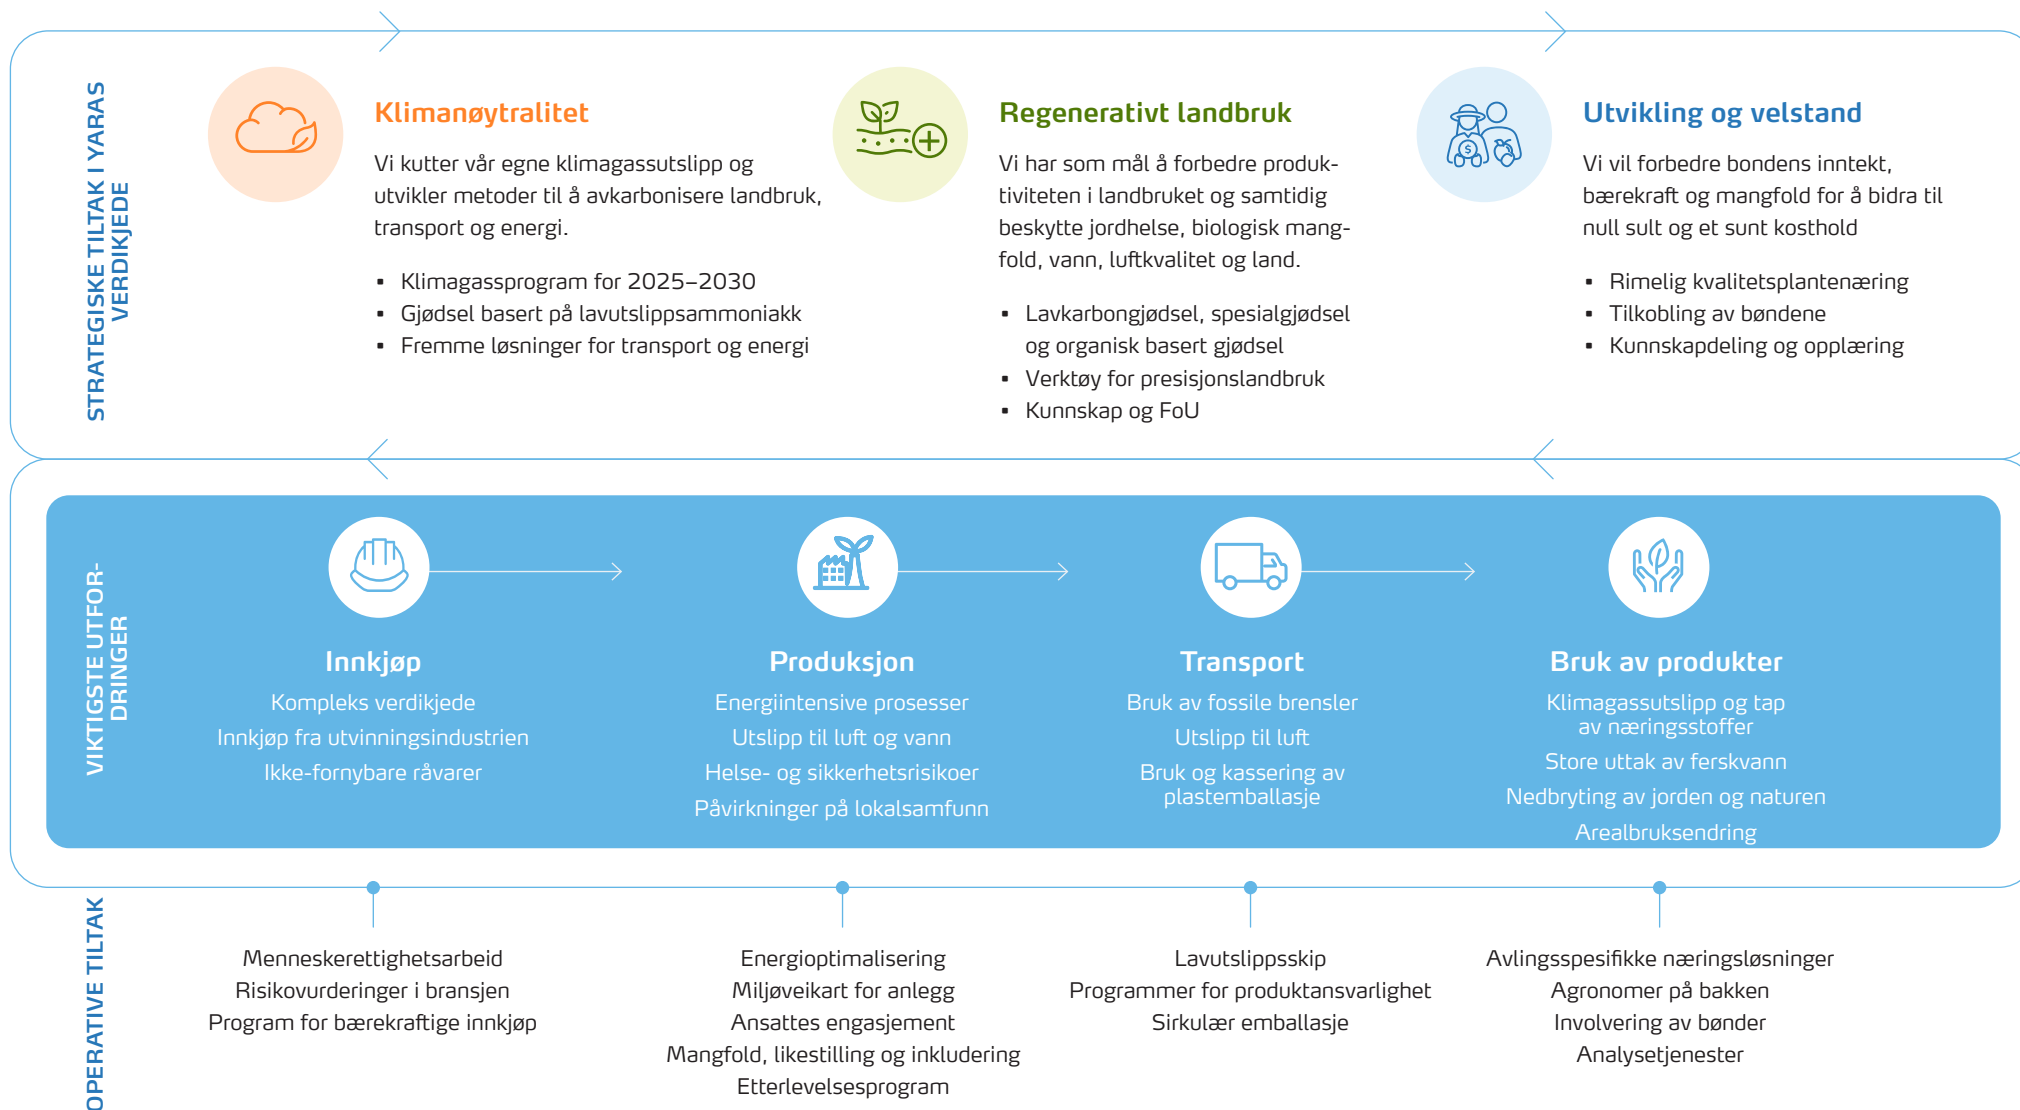 STRATEGISKE TILTAK I YARAS
VERDIKJEDE
Klimanøytralitet
Vi kutter vår egne klimagassutslipp og
utvikler metoder til å avkarbonisere landbruk,
transport og energi.
▪ Klimagassprogram for 2025–2030
▪ Gjødsel basert på lavutslippsammoniakk
▪ Fremme løsninger for transport og energi
Regenerativt landbruk
Vi har som mål å forbedre produk-
tiviteten i landbruket og samtidig
beskytte jordhelse, biologisk mang-
fold, vann, luftkvalitet og land.
▪ Lavkarbongjødsel, spesialgjødsel
og organisk basert gjødsel
▪ Verktøy for presisjonslandbruk
▪ Kunnskap og FoU
Utvikling og velstand
Vi vil forbedre bondens inntekt,
bærekraft og mangfold for å bidra til
null sult og et sunt kosthold
▪ Rimelig kvalitetsplantenæring
▪ Tilkobling av bøndene
▪ Kunnskapdeling og opplæring
VIKTIGSTE UTFOR-
DRINGER
Innkjøp
Kompleks verdikjede
Innkjøp fra utvinningsindustrien
Ikke-fornybare råvarer
Produksjon
Energiintensive prosesser
Utslipp til luft og vann
Helse- og sikkerhetsrisikoer
Påvirkninger på lokalsamfunn
Transport
Bruk av fossile brensler
Utslipp til luft
Bruk og kassering av
plastemballasje
Bruk av produkter
Klimagassutslipp og tap
av næringsstoffer
Store uttak av ferskvann
Nedbryting av jorden og naturen
Arealbruksendring
OPERATIVE TILTAK
Menneskerettighetsarbeid
Risikovurderinger i bransjen
Program for bærekraftige innkjøp
Energioptimalisering
Miljøveikart for anlegg
Ansattes engasjement
Mangfold, likestilling og inkludering
Etterlevelsesprogram
Lavutslippsskip
Programmer for produktansvarlighet
Sirkulær emballasje
Avlingsspesifikke næringsløsninger
Agronomer på bakken
Involvering av bønder
Analysetjenester